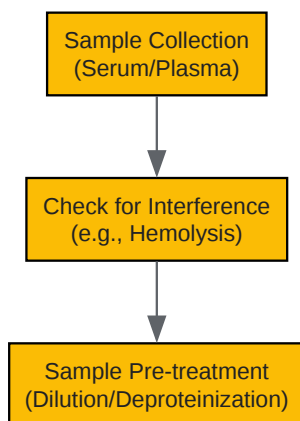 Sample Collection
(Serum/Plasma)
Check for Interference
(e.g., Hemolysis)
Sample Pre-treatment
(Dilution/Deproteinization)